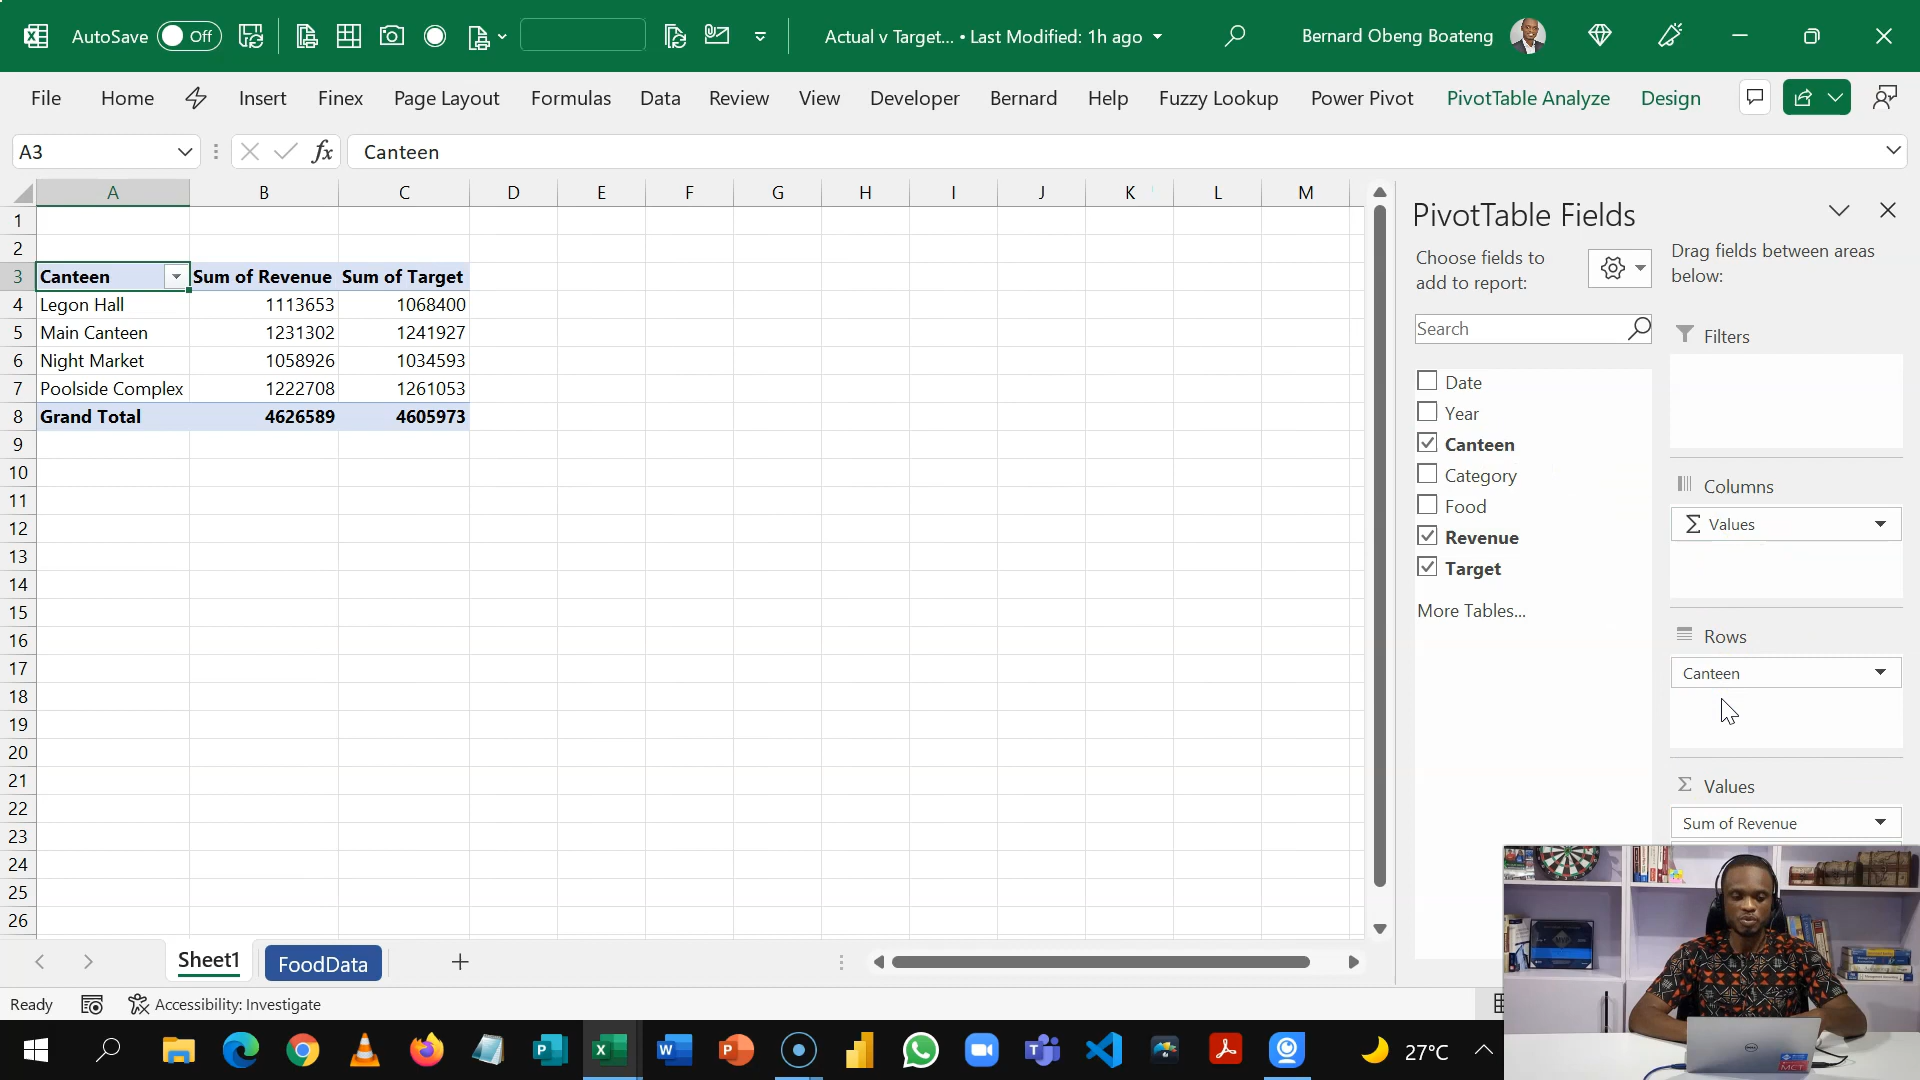 AutoSave Off Actual v Target... • Last Modified: 1h ago Bernard Obeng Boateng
File Home Insert Finex Page Layout Formulas Data Review View Developer Bernard Help Fuzzy Lookup Power Pivot PivotTable Analyze Design
A3 fx Canteen
A B C D E F G H I J K L M
1
2
3 Canteen Sum of Revenue Sum of Target
4 Legon Hall 1113653 1068400
5 Main Canteen 1231302 1241927
6 Night Market 1058926 1034593
7 Poolside Complex 1222708 1261053
8 Grand Total 4626589 4605973
9
10
11
12
13
14
15
16
17
18
19
20
21
22
23
24
25
26
PivotTable Fields
Choose fields to
add to report:
Drag fields between areas
below:
Search
Date
Year
Canteen
Category
Food
Revenue
Target
More Tables...
Filters
Columns
Σ Values
Rows
Canteen
Σ Values
Sum of Revenue
Sheet1 FoodData
Ready Accessibility: Investigate
27°C